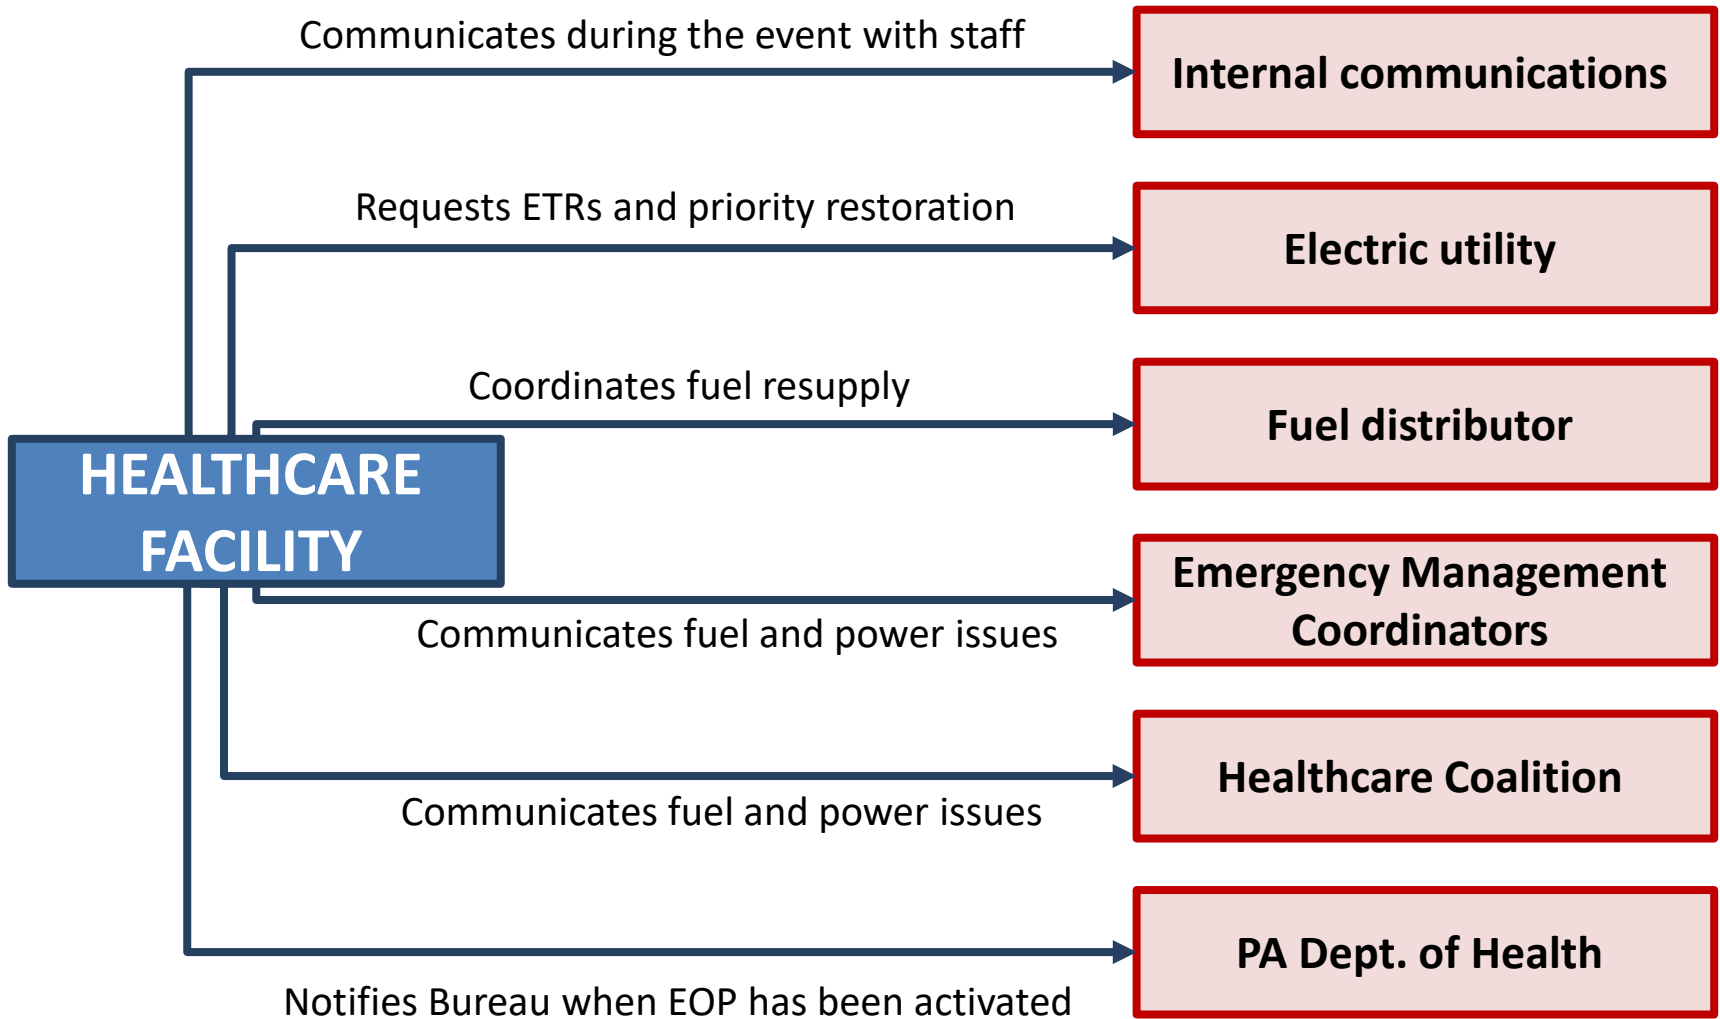 Communicates during the event with staff
Internal communications
Requests ETRs and priority restoration
Electric utility
Coordinates fuel resupply
Fuel distributor
HEALTHCARE
FACILITY
Emergency Management
Coordinators
Communicates fuel and power issues
Healthcare Coalition
Communicates fuel and power issues
PA Dept. of Health
Notifies Bureau when EOP has been activated